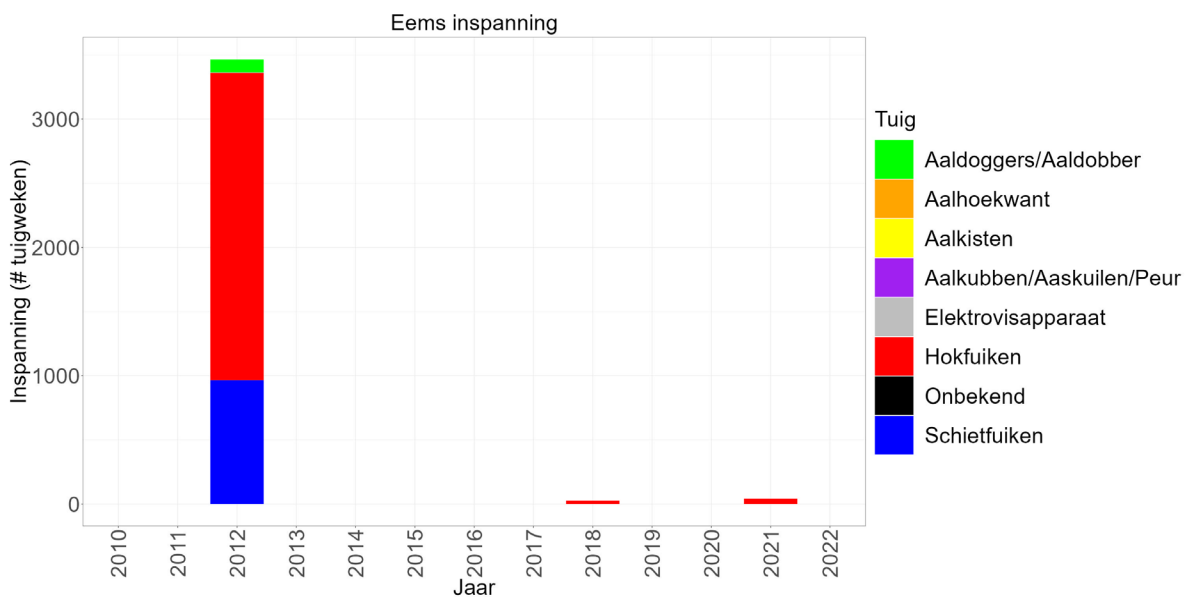 Eems inspanning
Inspanning (# tuigweken)
3000
2000
1000
0
2010 2011 2012 2013 2014 2015 2016 2017 2018 2019 2020 2021 2022
Jaar
Tuig
Aaldoggers/Aaldobber
Aalhoekwant
Aalkisten
Aalkubben/Aaskuilen/Peur
Elektrovisapparaat
Hokfuiken
Onbekend
Schietfuiken